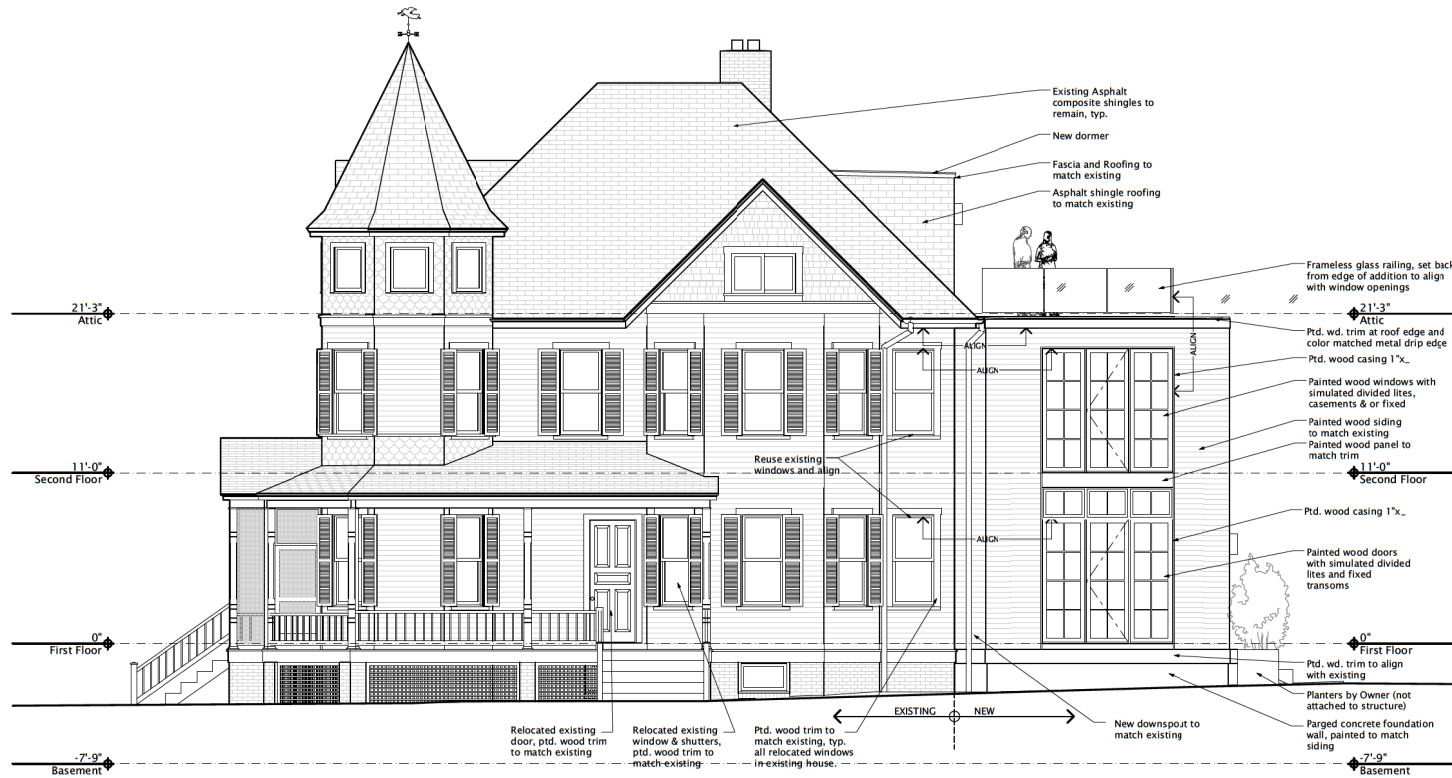 Existing Asphalt
composite shingles to
remain, typ.
New dormer
Fascia and Roofing to
match existing
Asphalt shingle roofing
to match existing
Frameless glass railing, set back
from edge of addition to align
with window openings
21'-3"
Attic
21'-3"
Attic
Ptd. wd. trim at roof edge and
color matched metal drip edge
ALIGN
ALIGN
ALIGN
Ptd. wood casing 1"x_
Painted wood windows with
simulated divided lites,
casements & or fixed
Painted wood siding
to match existing
Painted wood panel to
match trim
Reuse existing
windows and align
11'-0"
Second Floor
11'-0"
Second Floor
Ptd. wood casing 1"x_
ALIGN
Painted wood doors
with simulated divided
lites and fixed
transoms
0"
First Floor
0"
First Floor
Ptd. wd. trim to align
with existing
Planters by Owner (not
attached to structure)
Parged concrete foundation
wall, painted to match
siding
EXISTING
NEW
Relocated existing
door, ptd. wood trim
to match existing
Relocated existing
window & shutters,
ptd. wood trim to
match existing
Ptd. wood trim to
match existing, typ.
all relocated windows
in existing house.
New downspout to
match existing
-7'-9"
Basement
-7'-9"
Basement